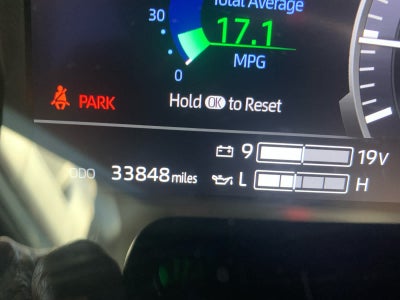 Total Average
30
17.1
MPG
0
PARK
Hold OK to Reset
9 19V
ODO 33848 miles
L H